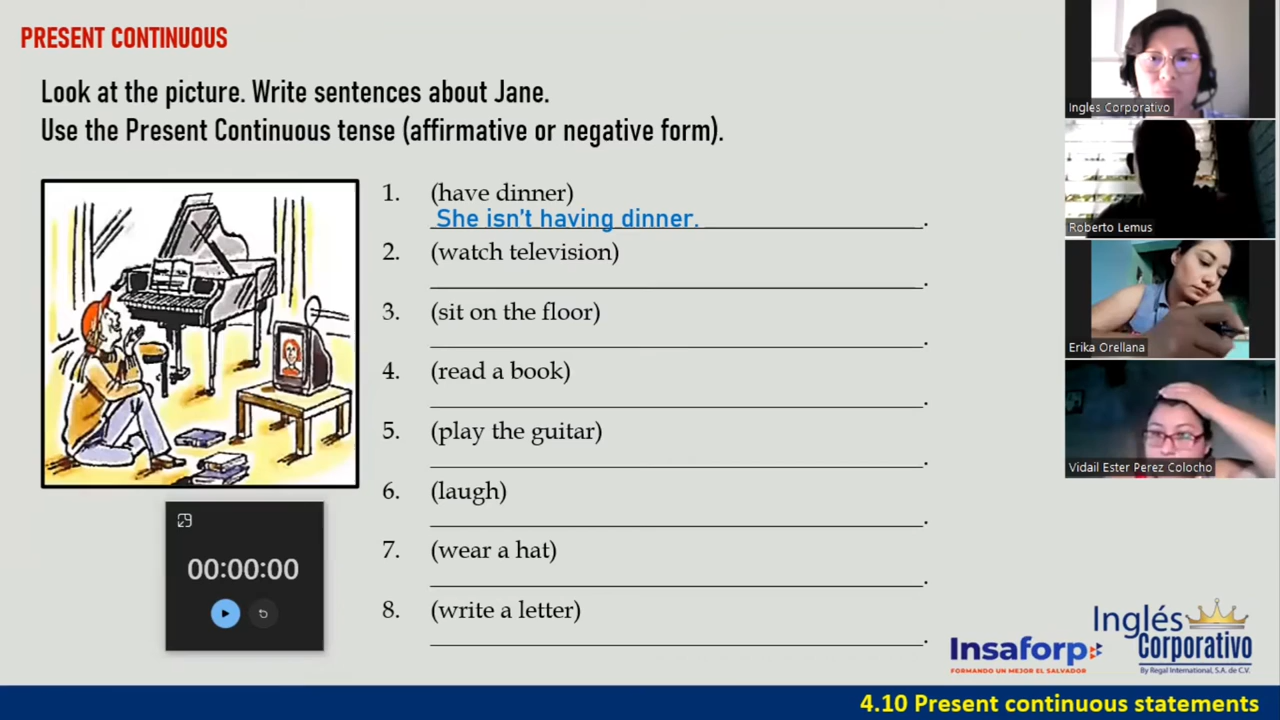 PRESENT CONTINUOUS
Look at the picture. Write sentences about Jane.
Use the Present Continuous tense (affirmative or negative form).
1. (have dinner)
She isn't having dinner. .
2. (watch television)
.
3. (sit on the floor)
.
4. (read a book)
.
5. (play the guitar)
.
6. (laugh)
.
7. (wear a hat)
.
8. (write a letter)
.
00:00:00
Inglés Corporativo
Roberto Lemus
Erika Orellana
Vidail Ester Perez Colocho
Insaforp
FORMANDO UN MEJOR EL SALVADOR
Inglés
Corporativo
By Regal International, S.A. de C.V.
4.10 Present continuous statements